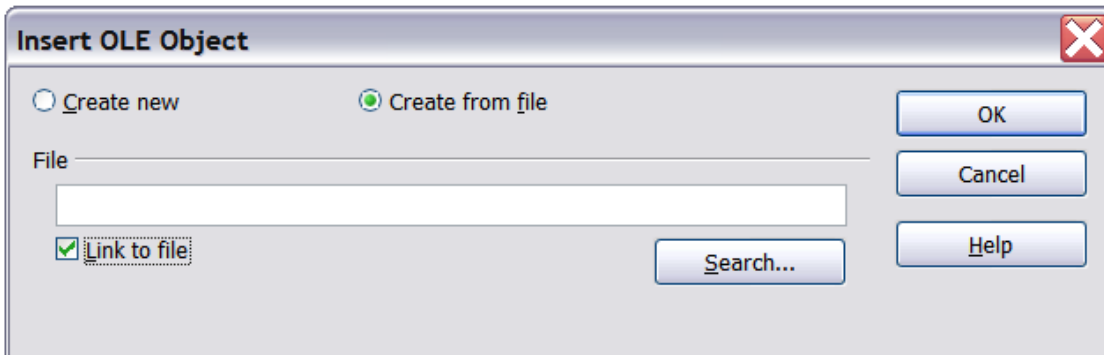 Insert OLE Object
Create new
Create from file
OK
File
Cancel
Link to file
Search...
Help